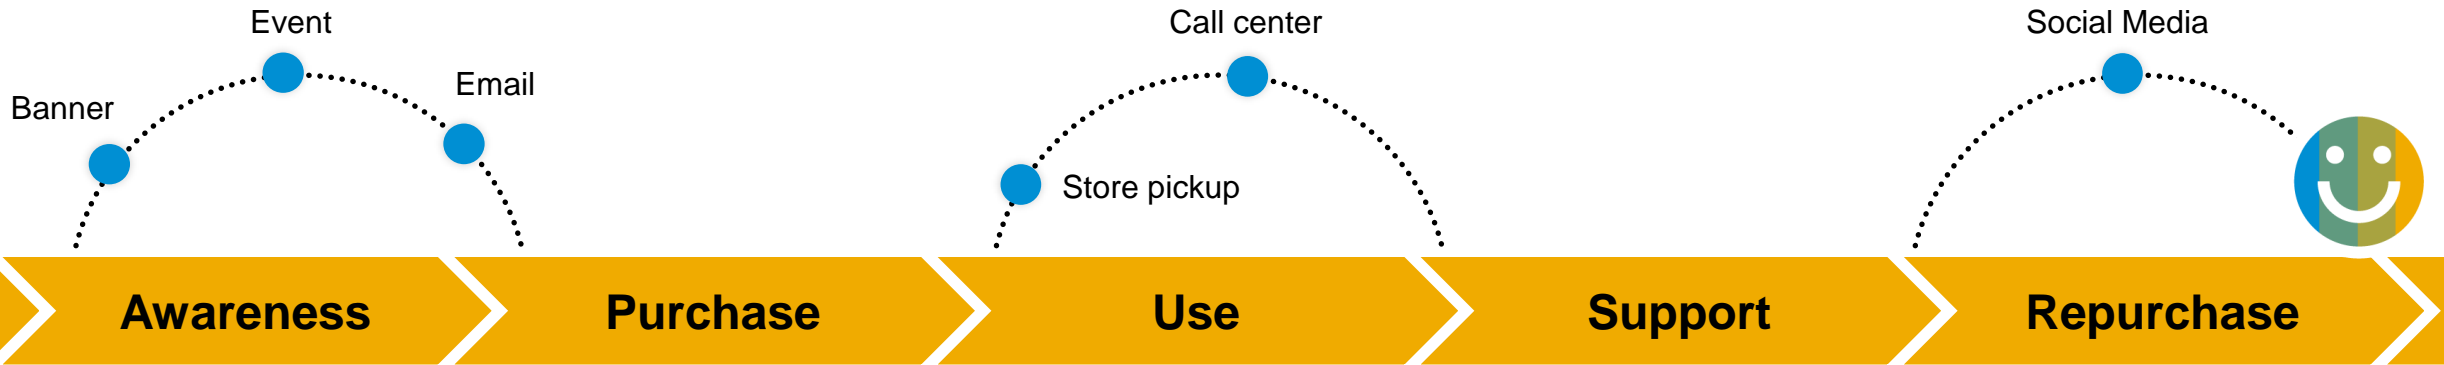 Event
Call center
Social Media
Email
Banner
Store pickup
Awareness
Purchase
Use
Support
Repurchase